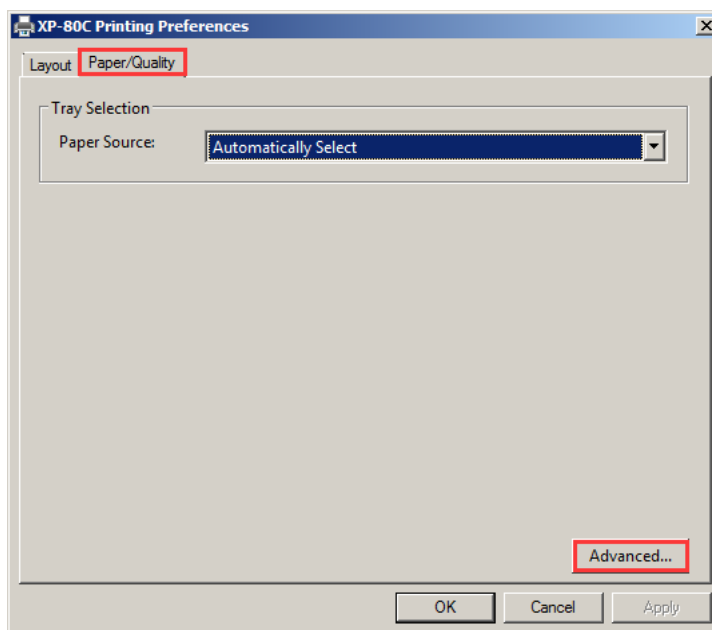 XP-80C Printing Preferences
Layout Paper/Quality
Tray Selection
Paper Source: Automatically Select
Advanced...
OK Cancel Apply